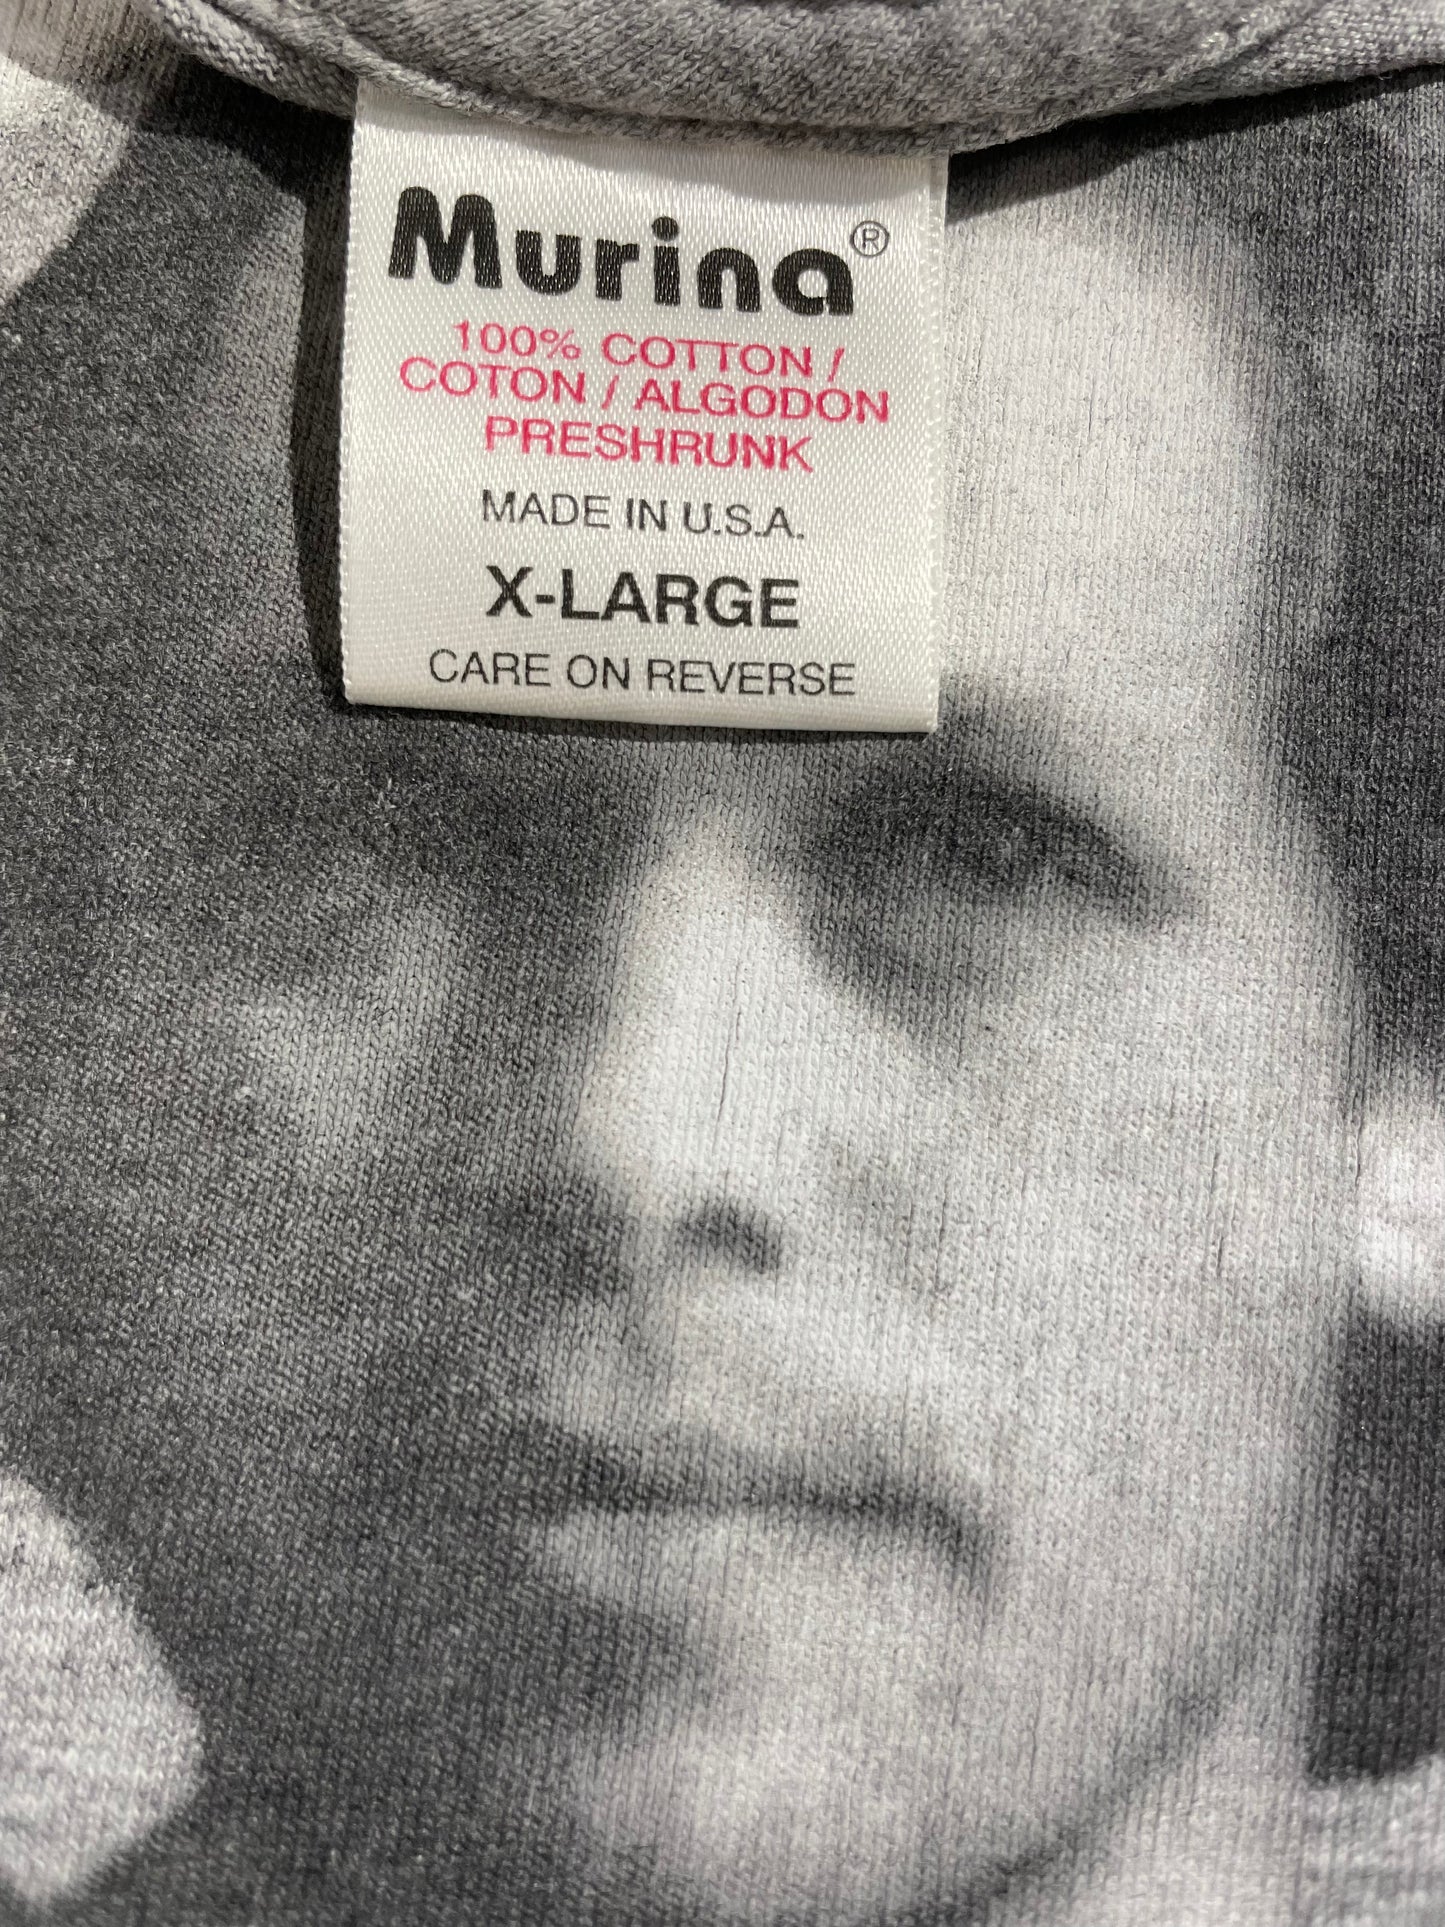 Murina®
100% COTTON /
COTON / ALGODON
PRESHRUNK
MADE IN U.S.A.
X-LARGE
CARE ON REVERSE